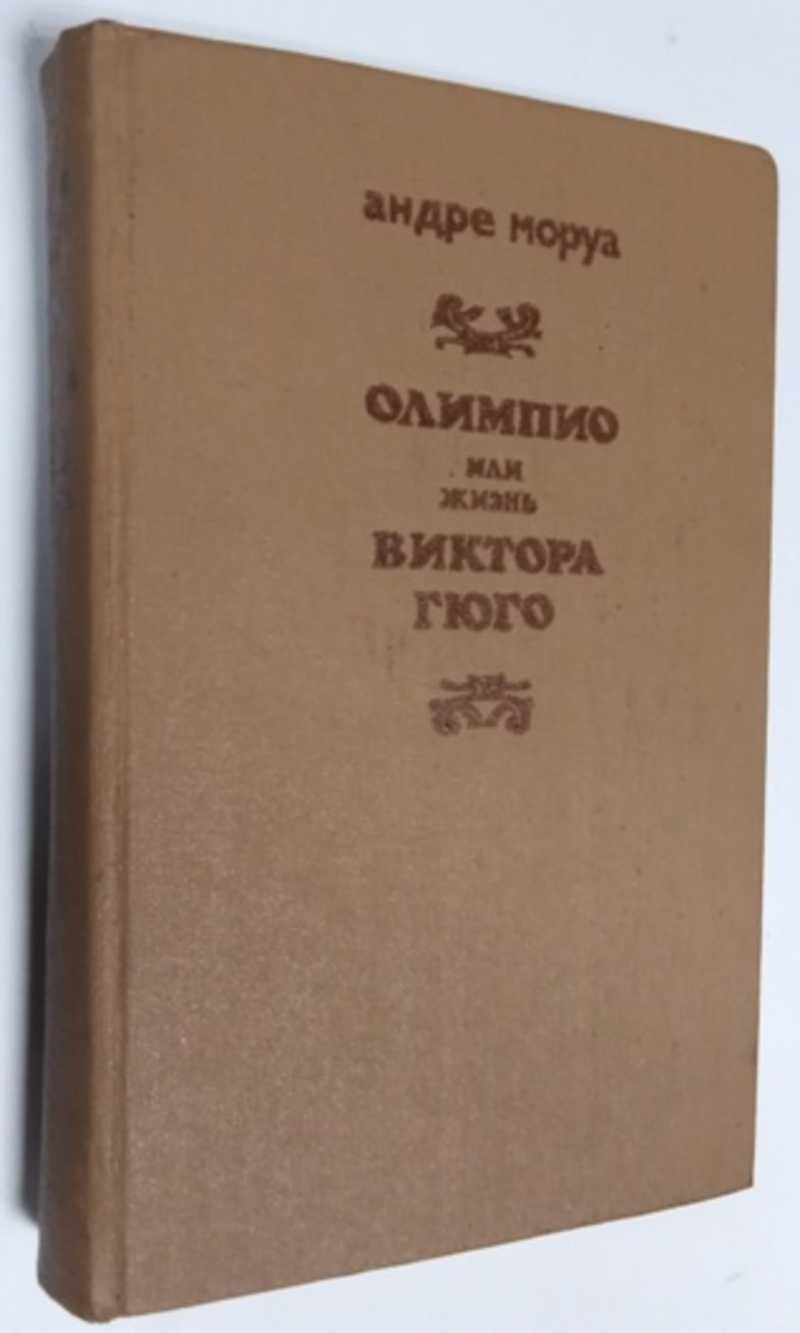 андре моруа
ОЛИМПИО
ИЛИ
ЖИЗНЬ
ВИКТОРА
ГЮГО